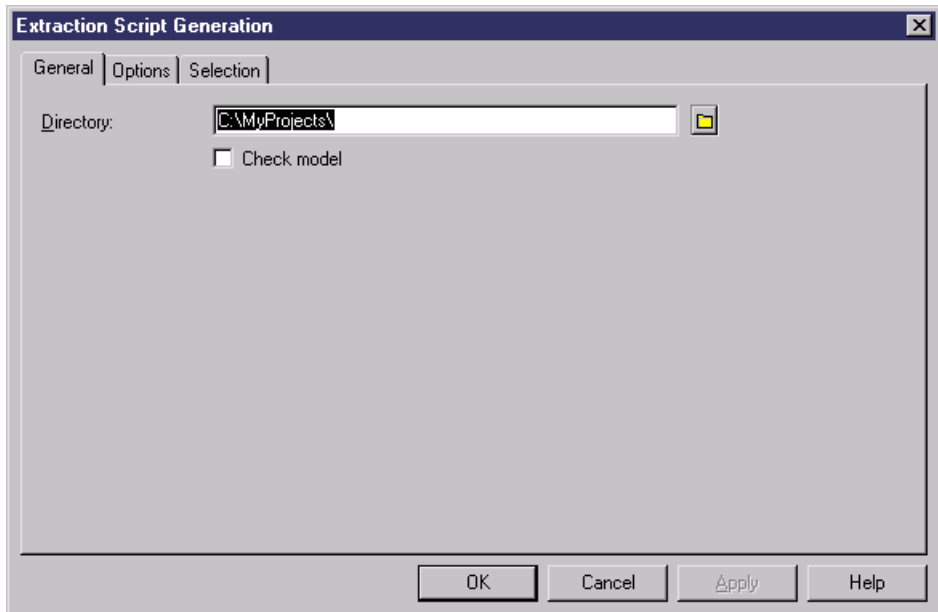 Extraction Script Generation
General Options Selection
Directory: C:\MyProjects\
Check model
OK Cancel Apply Help